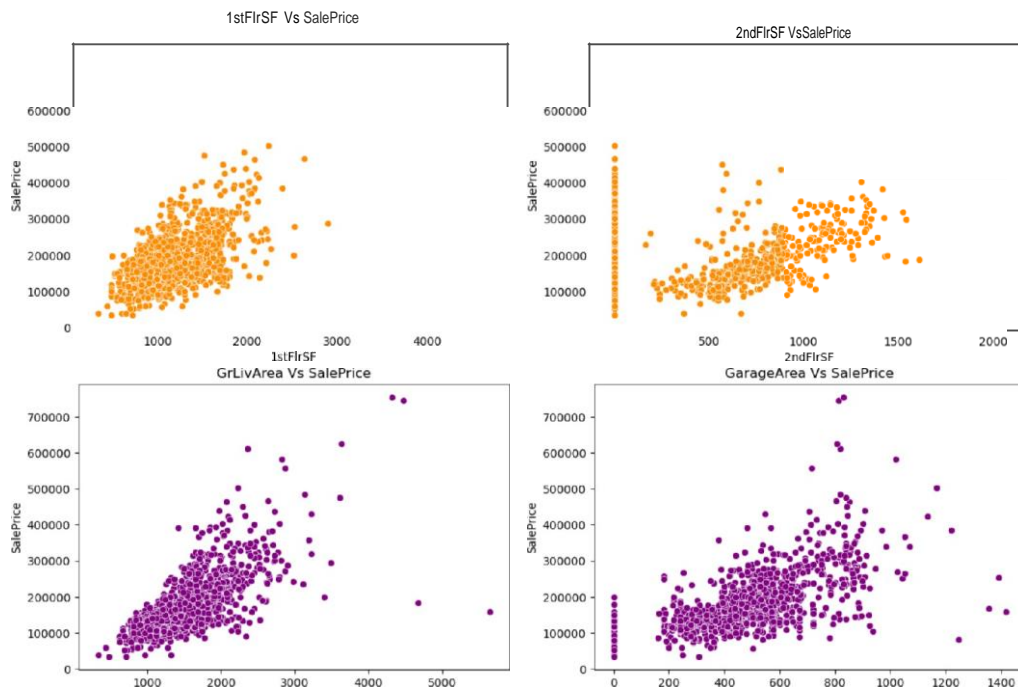 1stFlrSF Vs SalePrice
2ndFlrSF VsSalePrice
600000
500000
400000
300000
200000
100000
0
SalePrice
1000 2000 3000 4000
1stFlrSF
600000
500000
400000
300000
200000
100000
0
SalePrice
500 1000 1500 2000
2ndFlrSF
GrLivArea Vs SalePrice
700000
600000
500000
400000
300000
200000
100000
0
SalePrice
1000 2000 3000 4000 5000
GarageArea Vs SalePrice
700000
600000
500000
400000
300000
200000
100000
0
SalePrice
0 200 400 600 800 1000 1200 1400